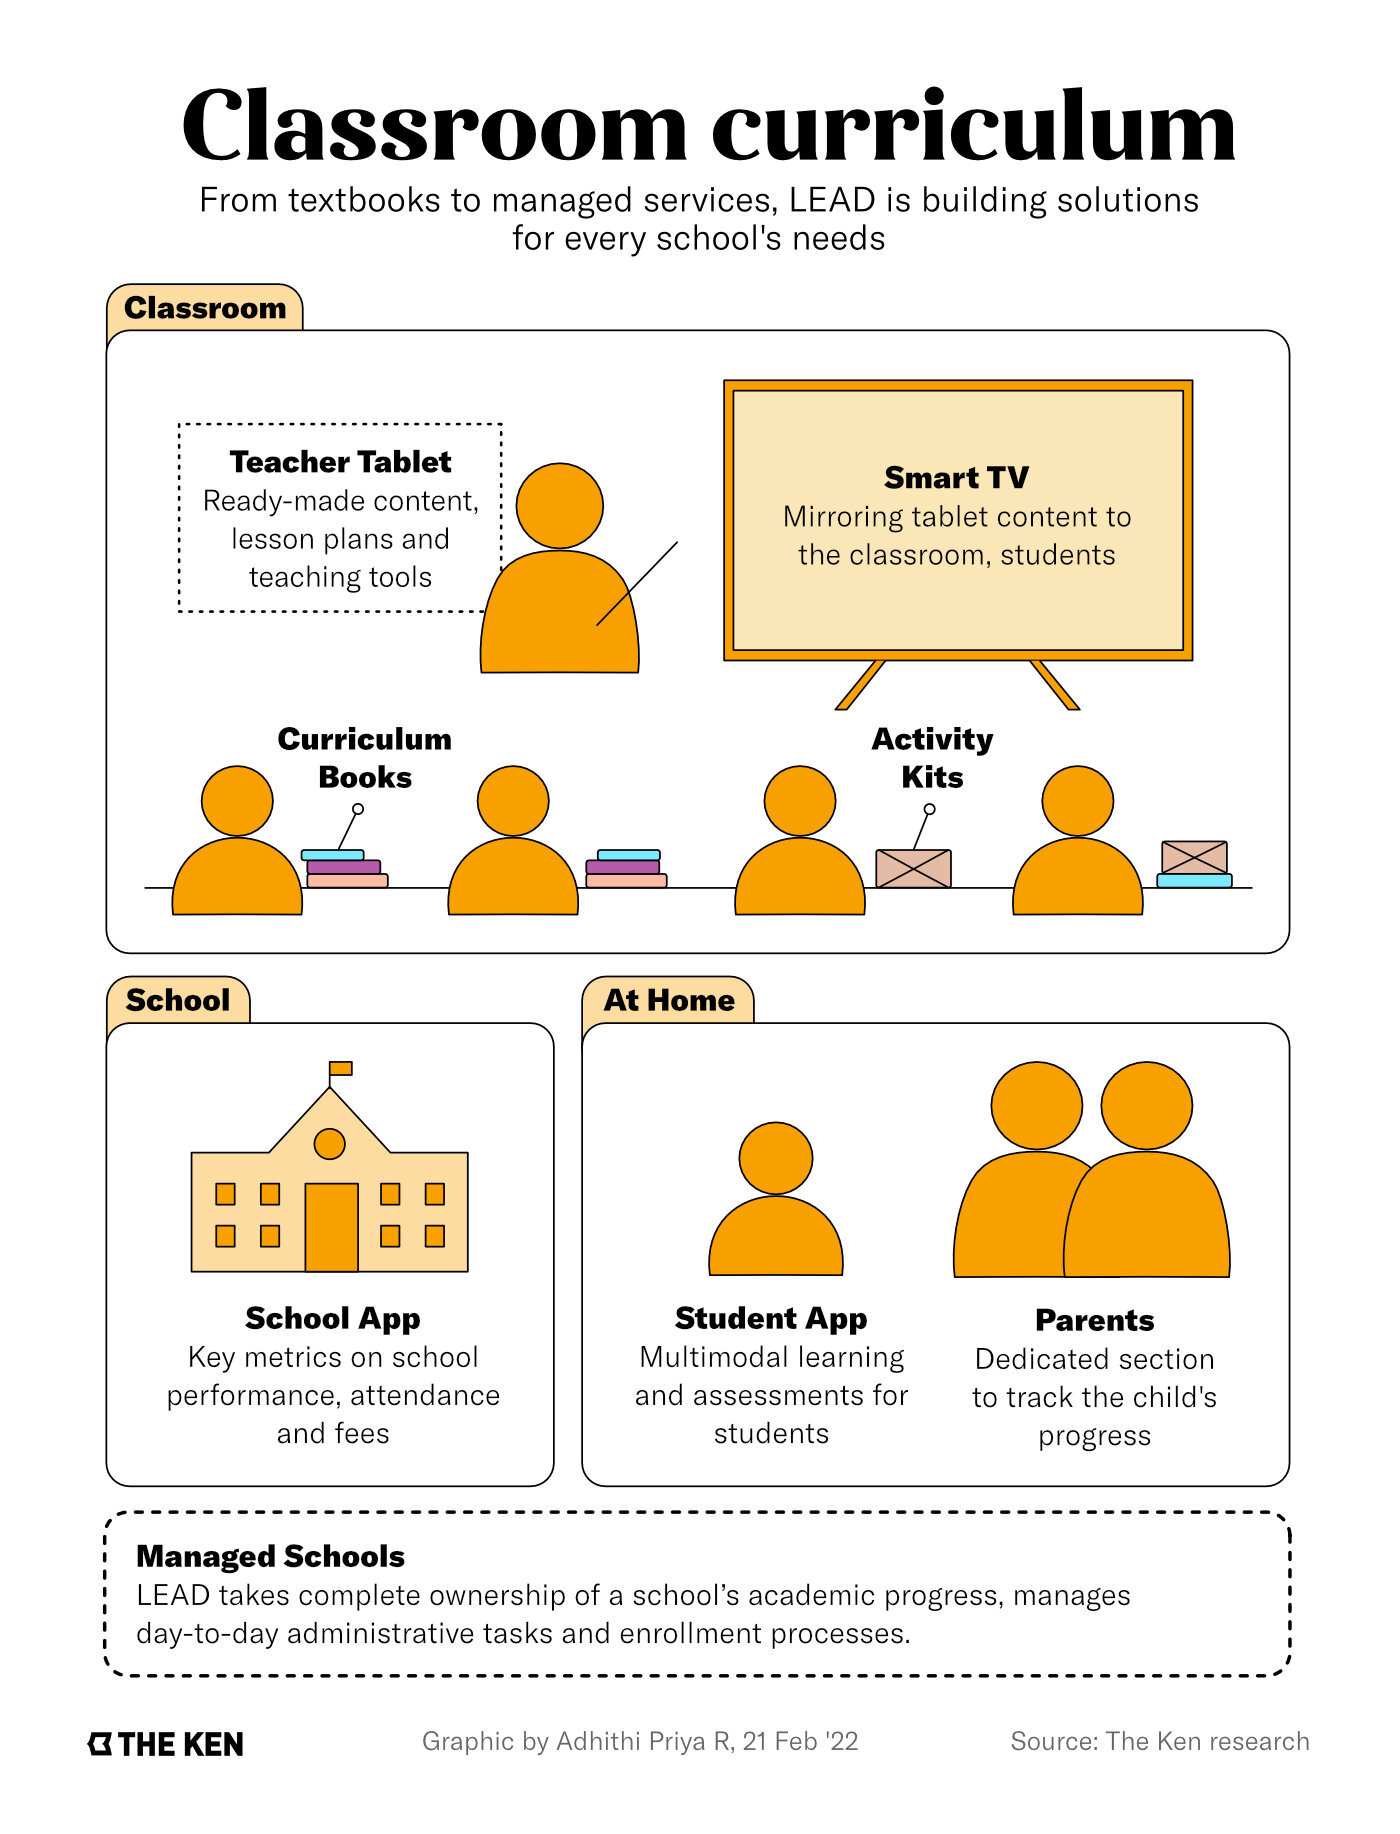 Classroom curriculum
From textbooks to managed services, LEAD is building solutions
for every school's needs
Classroom
Teacher Tablet
Ready-made content,
lesson plans and
teaching tools
Smart TV
Mirroring tablet content to
the classroom, students
Curriculum
Books
Activity
Kits
School
School App
Key metrics on school
performance, attendance
and fees
At Home
Student App
Multimodal learning
and assessments for
students
Parents
Dedicated section
to track the child's
progress
Managed Schools
LEAD takes complete ownership of a school’s academic progress, manages
day-to-day administrative tasks and enrollment processes.
THE KEN
Graphic by Adhithi Priya R, 21 Feb '22
Source: The Ken research